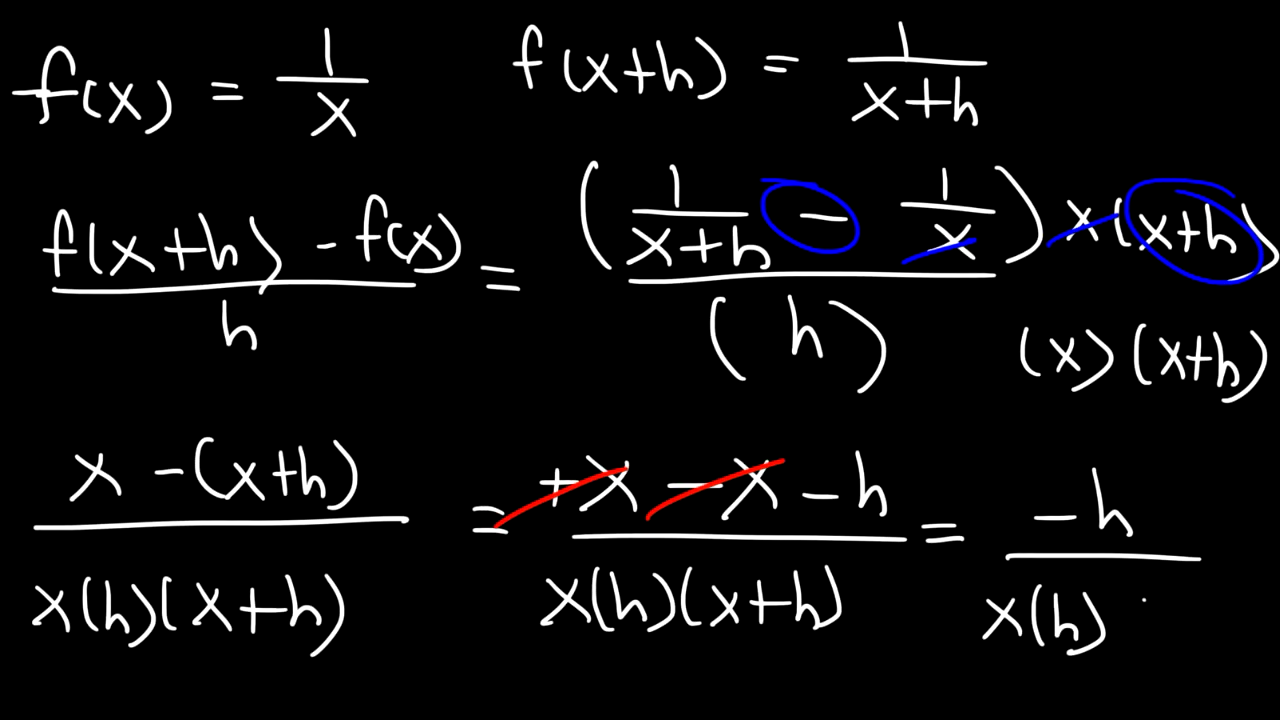 f(x) = 1/x    f(x+h) = 1/(x+h)
(f(x+h) - f(x))/h = (1/(x+h) - 1/x) x(x+h) / (h) (x)(x+h)
(x - (x+h))/(x(h)(x+h)) = (+x - x - h)/(x(h)(x+h)) = (-h)/(x(h)